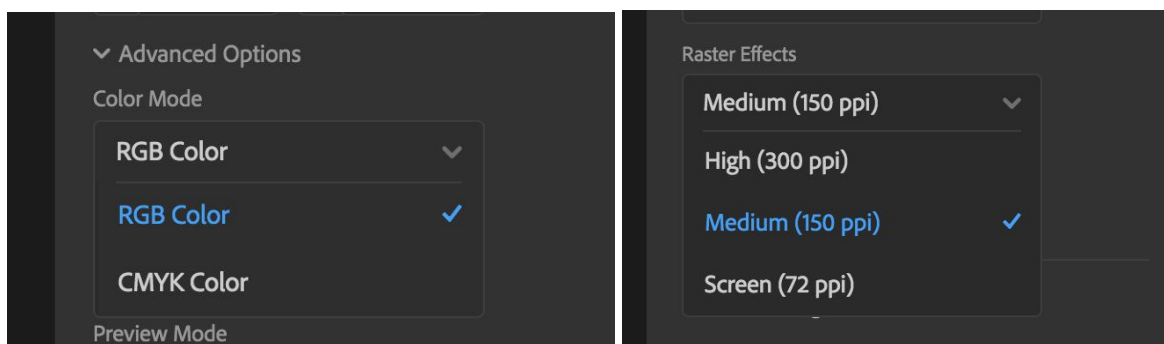 Advanced Options
Color Mode
RGB Color
RGB Color
CMYK Color
Preview Mode
Raster Effects
Medium (150 ppi)
High (300 ppi)
Medium (150 ppi)
Screen (72 ppi)